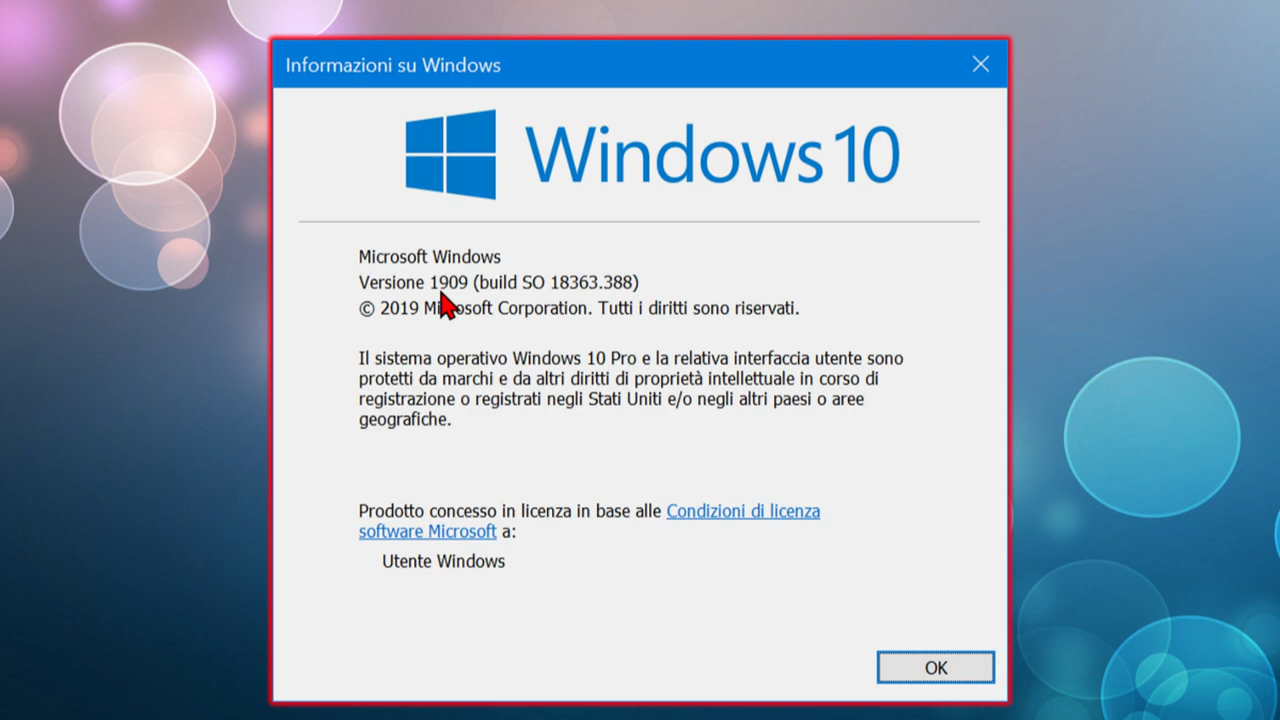 Informazioni su Windows
Windows 10
Microsoft Windows
Versione 1909 (build SO 18363.388)
© 2019 Microsoft Corporation. Tutti i diritti sono riservati.
Il sistema operativo Windows 10 Pro e la relativa interfaccia utente sono
protetti da marchi e da altri diritti di proprietà intellettuale in corso di
registrazione o registrati negli Stati Uniti e/o negli altri paesi o aree
geografiche.
Prodotto concesso in licenza in base alle Condizioni di licenza
software Microsoft a:
Utente Windows
OK